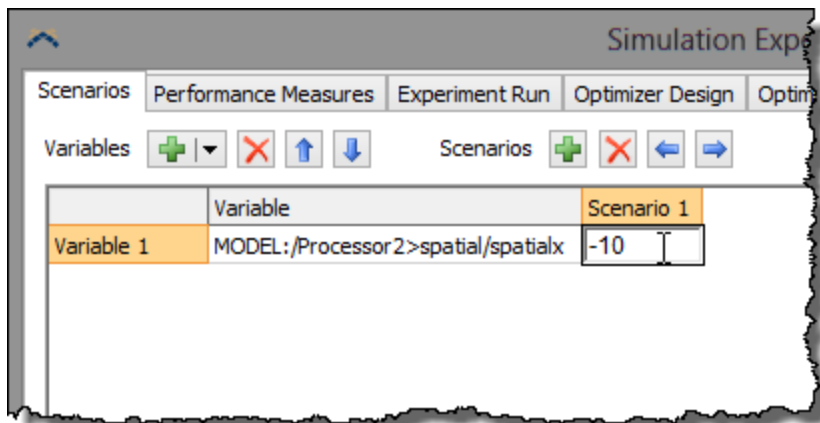 Simulation Expe
Scenarios Performance Measures Experiment Run Optimizer Design Optim
Variables Scenarios
Variable Scenario 1
Variable 1 MODEL:/Processor2>spatial/spatialx -10